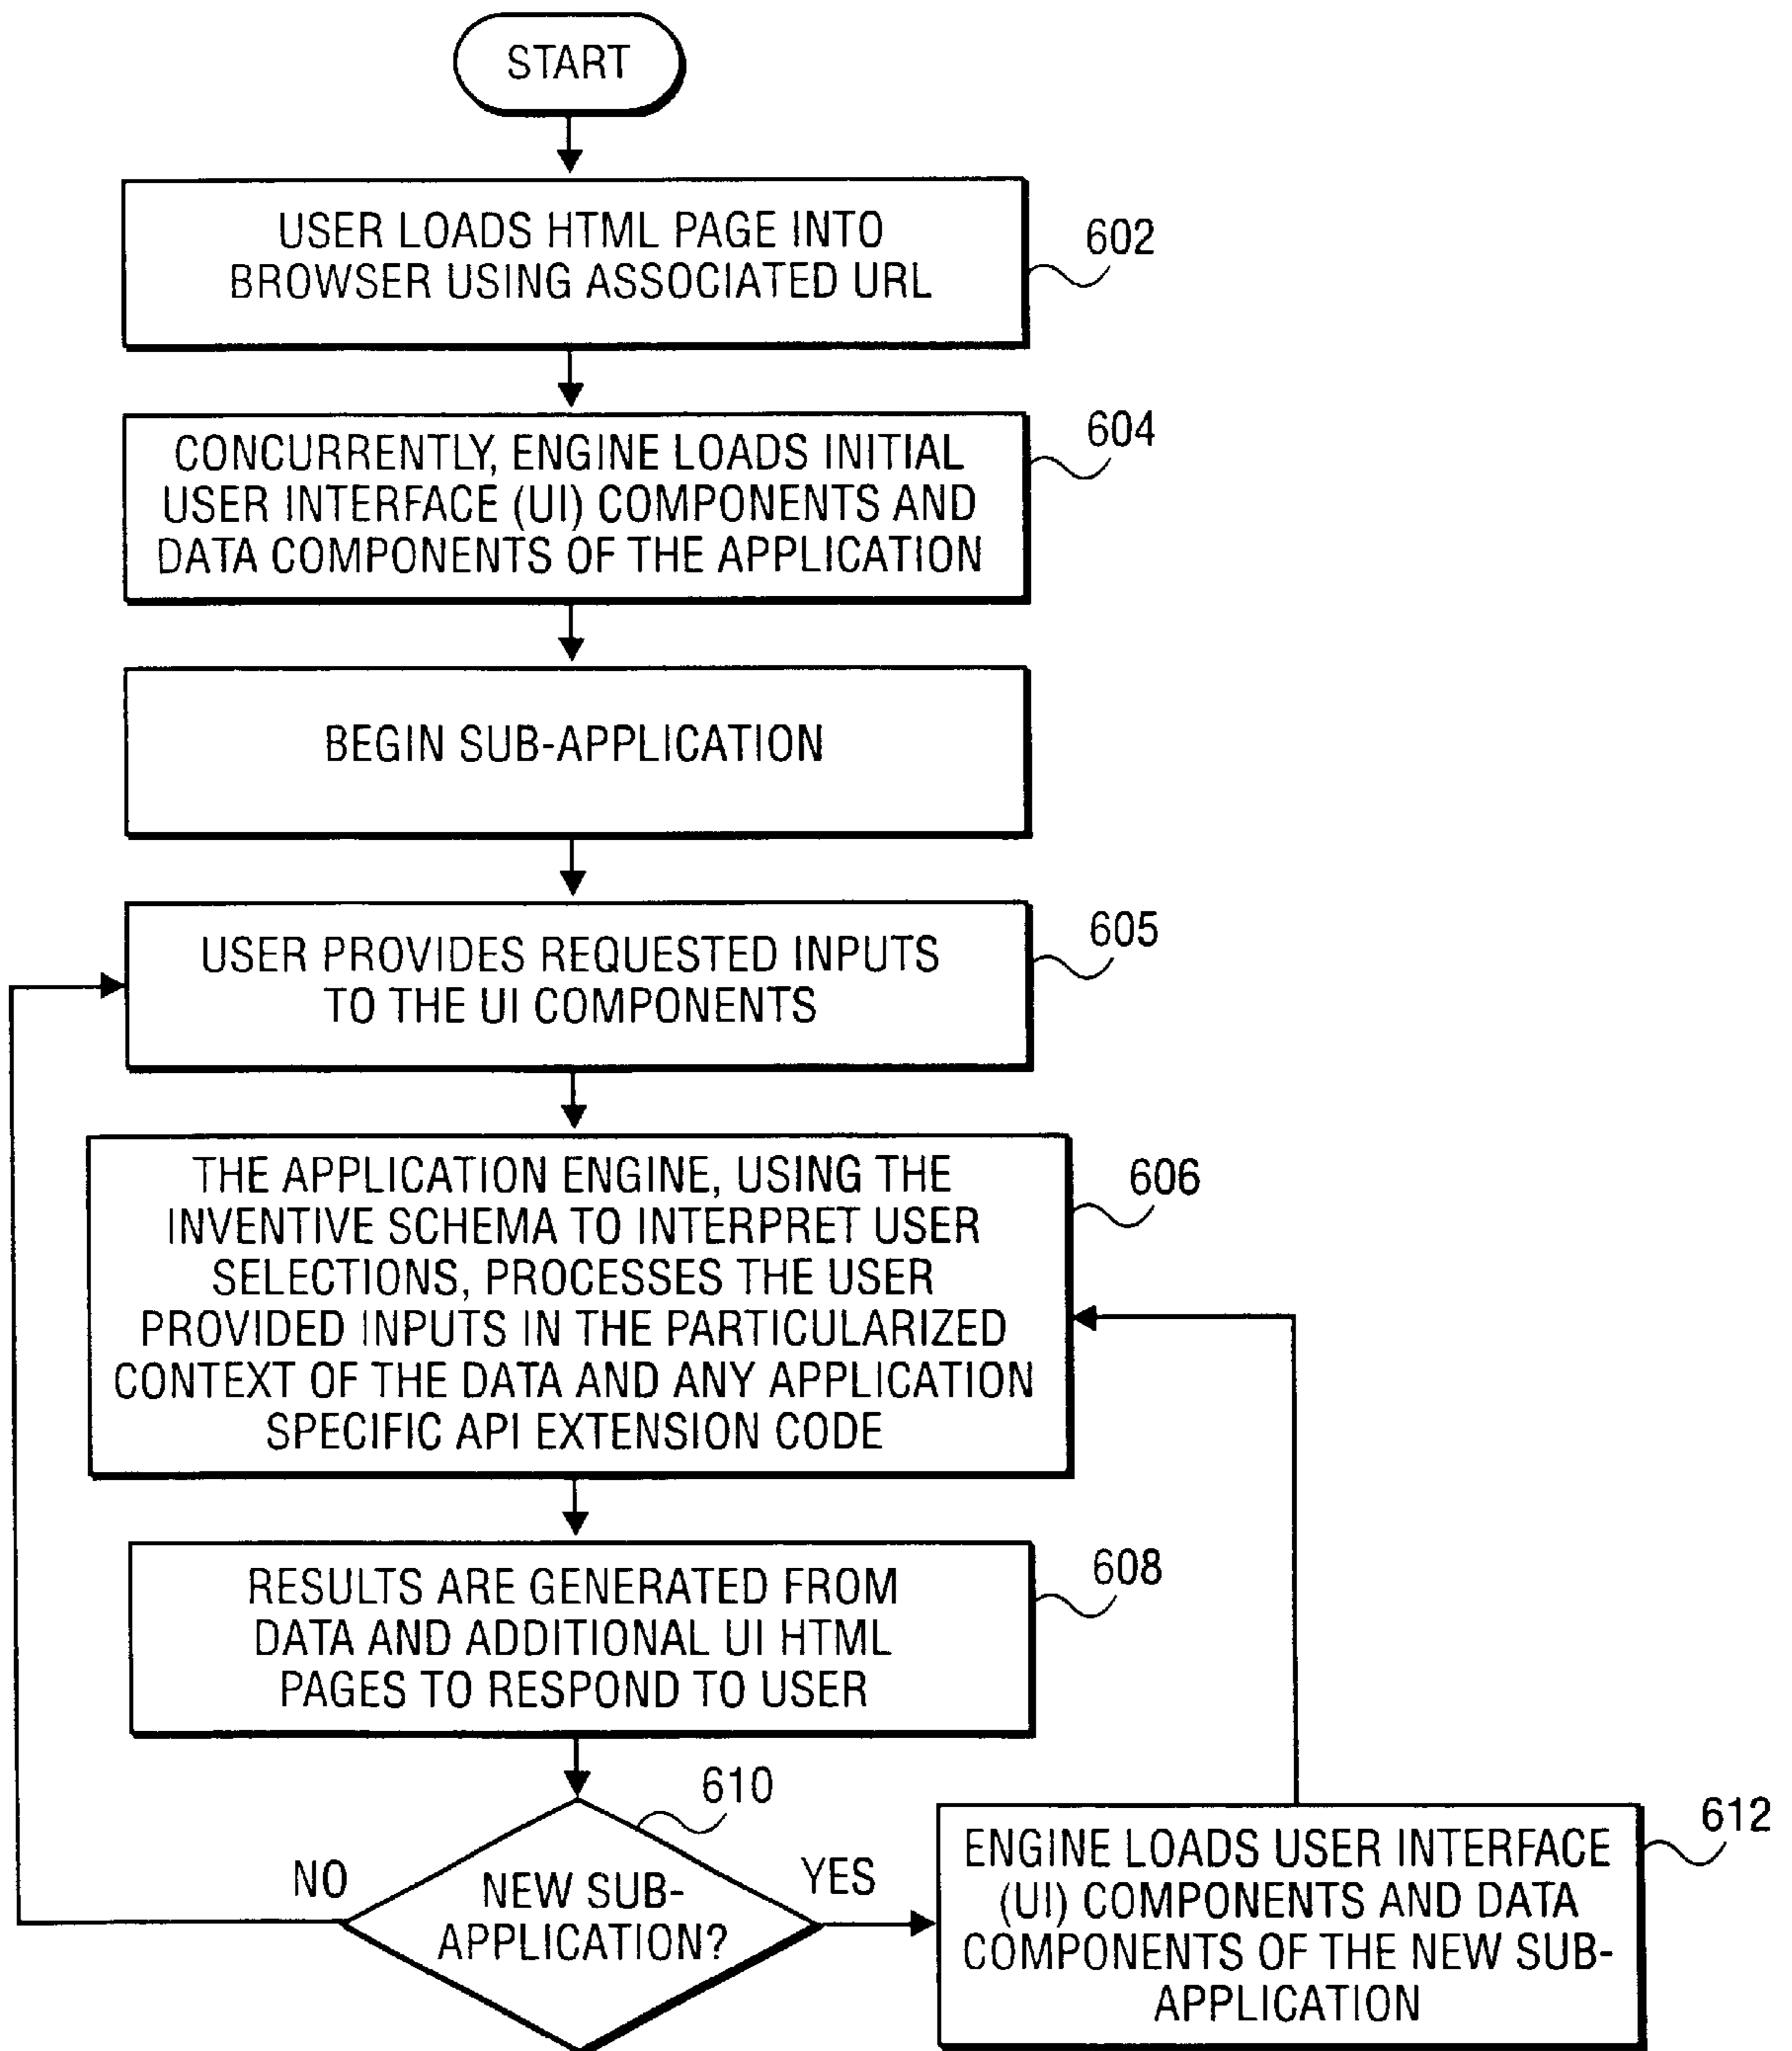 START
USER LOADS HTML PAGE INTO
BROWSER USING ASSOCIATED URL
602
CONCURRENTLY, ENGINE LOADS INITIAL
USER INTERFACE (UI) COMPONENTS AND
DATA COMPONENTS OF THE APPLICATION
604
BEGIN SUB-APPLICATION
USER PROVIDES REQUESTED INPUTS
TO THE UI COMPONENTS
605
THE APPLICATION ENGINE, USING THE
INVENTIVE SCHEMA TO INTERPRET USER
SELECTIONS, PROCESSES THE USER
PROVIDED INPUTS IN THE PARTICULARIZED
CONTEXT OF THE DATA AND ANY APPLICATION
SPECIFIC API EXTENSION CODE
606
RESULTS ARE GENERATED FROM
DATA AND ADDITIONAL UI HTML
PAGES TO RESPOND TO USER
608
610
NEW SUB-
APPLICATION?
NO
YES
ENGINE LOADS USER INTERFACE
(UI) COMPONENTS AND DATA
COMPONENTS OF THE NEW SUB-
APPLICATION
612